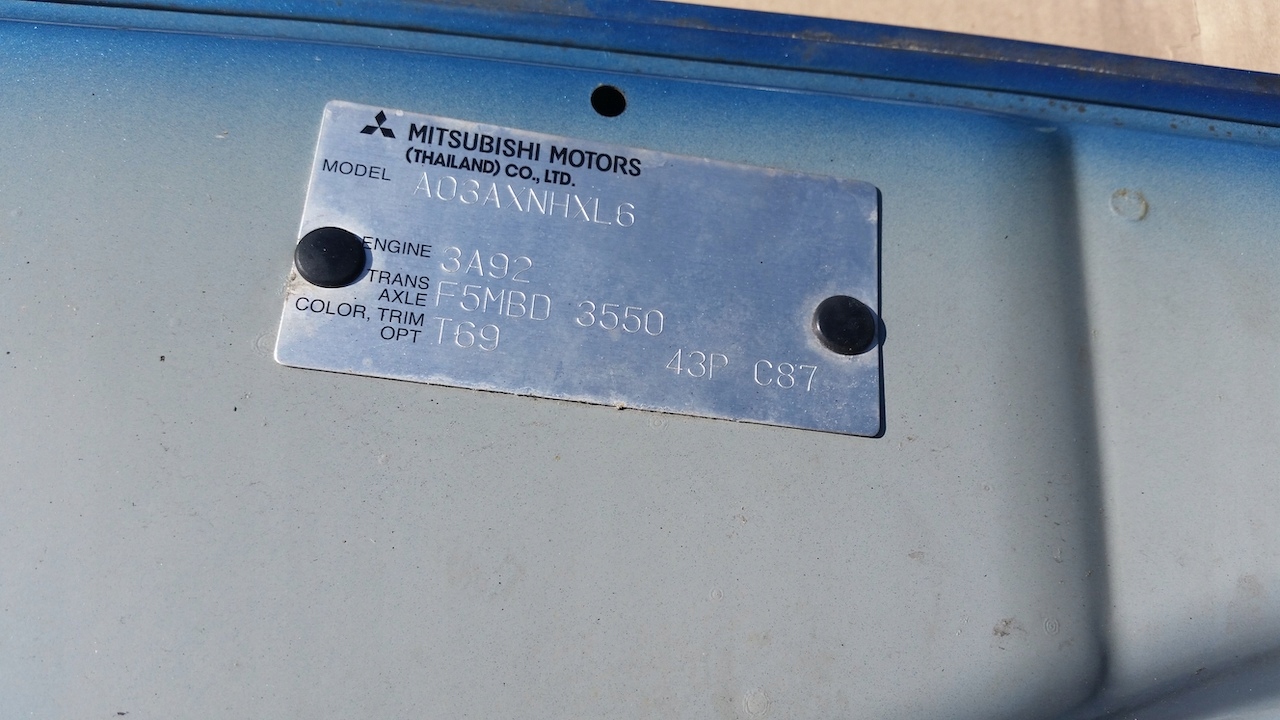 MITSUBISHI MOTORS
(THAILAND) CO., LTD.
MODEL A03AXNHXL6
ENGINE 3A92
TRANS
AXLE F5MBD 3550
COLOR, TRIM
OPT T69
43P C87